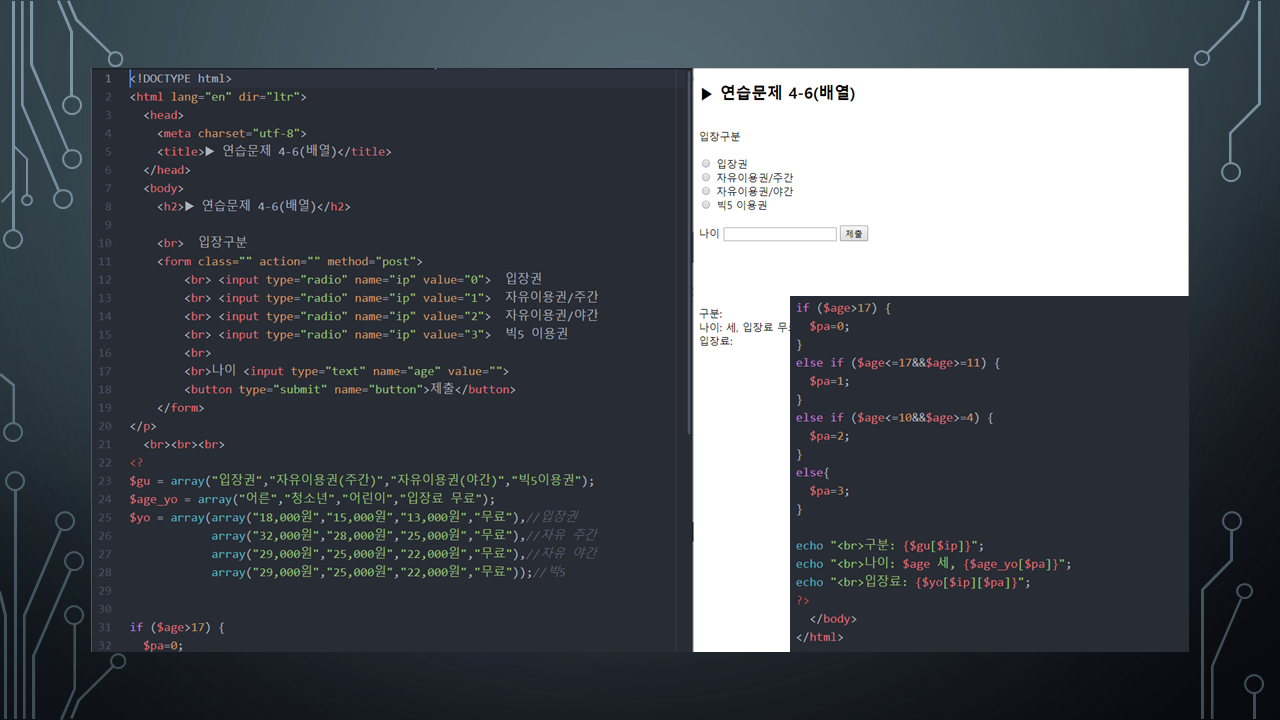 1 <!DOCTYPE html>
2 <html lang="en" dir="ltr">
3 <head>
4 <meta charset="utf-8">
5 <title>▶ 연습문제 4-6(배열)</title>
6 </head>
7 <body>
8 <h2>▶ 연습문제 4-6(배열)</h2>
9
10 <br> 입장구분
11 <form class="" action="" method="post">
12 <br> <input type="radio" name="ip" value="0"> 입장권
13 <br> <input type="radio" name="ip" value="1"> 자유이용권/주간
14 <br> <input type="radio" name="ip" value="2"> 자유이용권/야간
15 <br> <input type="radio" name="ip" value="3"> 빅5 이용권
16 <br>
17 <br>나이 <input type="text" name="age" value="">
18 <button type="submit" name="button">제출</button>
19 </form>
20 </p>
21 <br><br><br>
22 <?
23 $gu = array("입장권","자유이용권(주간)","자유이용권(야간)","빅5이용권");
24 $age_yo = array("어른","청소년","어린이","입장료 무료");
25 $yo = array(array("18,000원","15,000원","13,000원","무료"),//입장권
26 array("32,000원","28,000원","25,000원","무료"),//자유 주간
27 array("29,000원","25,000원","22,000원","무료"),//자유 야간
28 array("29,000원","25,000원","22,000원","무료"));//빅5
29
30
31 if ($age>17) {
32 $pa=0;
▶ 연습문제 4-6(배열)
입장구분
입장권
자유이용권/주간
자유이용권/야간
빅5 이용권
나이 제출
구분:
나이: 세, 입장료 무
입장료:
if ($age>17) {
$pa=0;
}
else if ($age<=17&&$age>=11) {
$pa=1;
}
else if ($age<=10&&$age>=4) {
$pa=2;
}
else{
$pa=3;
}
echo "<br>구분: {$gu[$ip]}";
echo "<br>나이: $age 세, {$age_yo[$pa]}";
echo "<br>입장료: {$yo[$ip][$pa]}";
?>
</body>
</html>